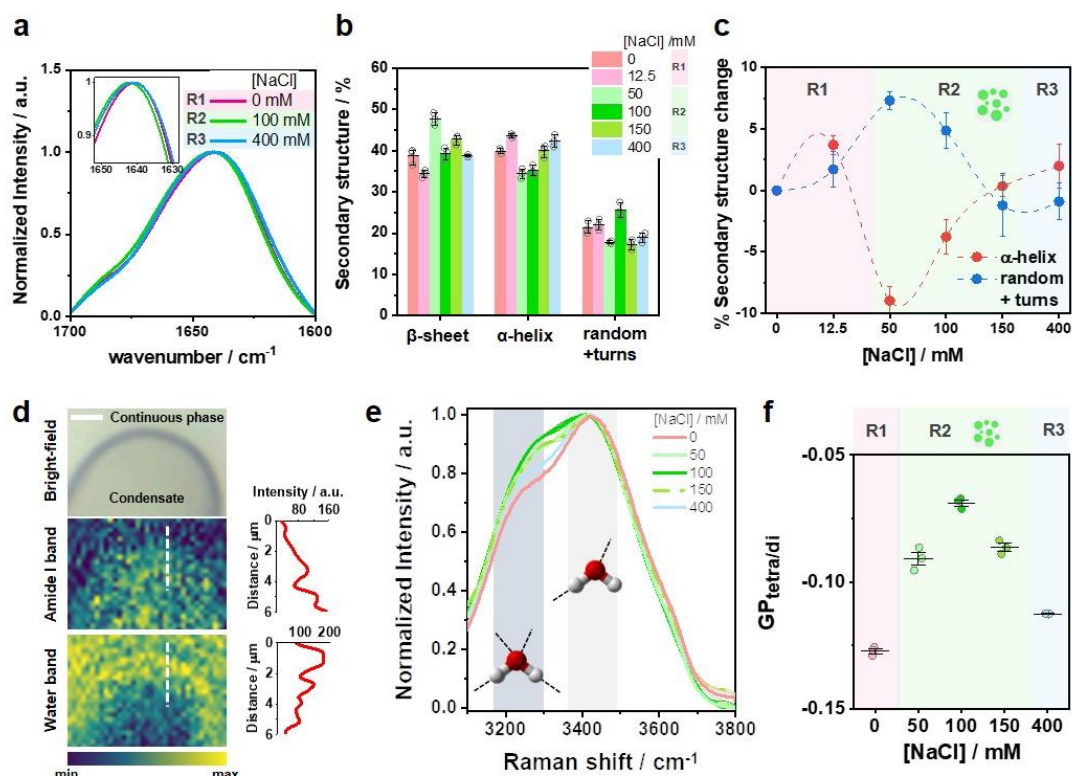 a
Normalized Intensity / a.u.
1.5
1.0
0.5
0.0
1
0.9
1650 1640 1630
[NaCl]
R1 0 mM
R2 100 mM
R3 400 mM
1700 1640 1600
wavenumber / cm-1
b
Secondary structure / %
60
50
40
30
20
10
0
[NaCl] /mM
0
12.5
R1
50
100
R2
150
400
R3
β-sheet α-helix random
+turns
c
% Secondary structure change
10
5
0
-5
-10
R1 R2 R3
α-helix
random
+ turns
0 12.5 50 100 150 400
[NaCl] / mM
d
Bright-field
Continuous phase
Condensate
Amide I band
Intensity / a.u.
0 80 160
Distance / μm
0
2
4
6
Water band
100 200
Distance / μm
0
2
4
6
min max
e
Normalized Intensity / a.u.
1.0
0.8
0.6
0.4
0.2
0.0
[NaCl] / mM
0
50
100
150
400
3200 3400 3600 3800
Raman shift / cm-1
f
GPtetra/di
-0.05
-0.10
-0.15
R1 R2 R3
0 50 100 150 400
[NaCl] / mM